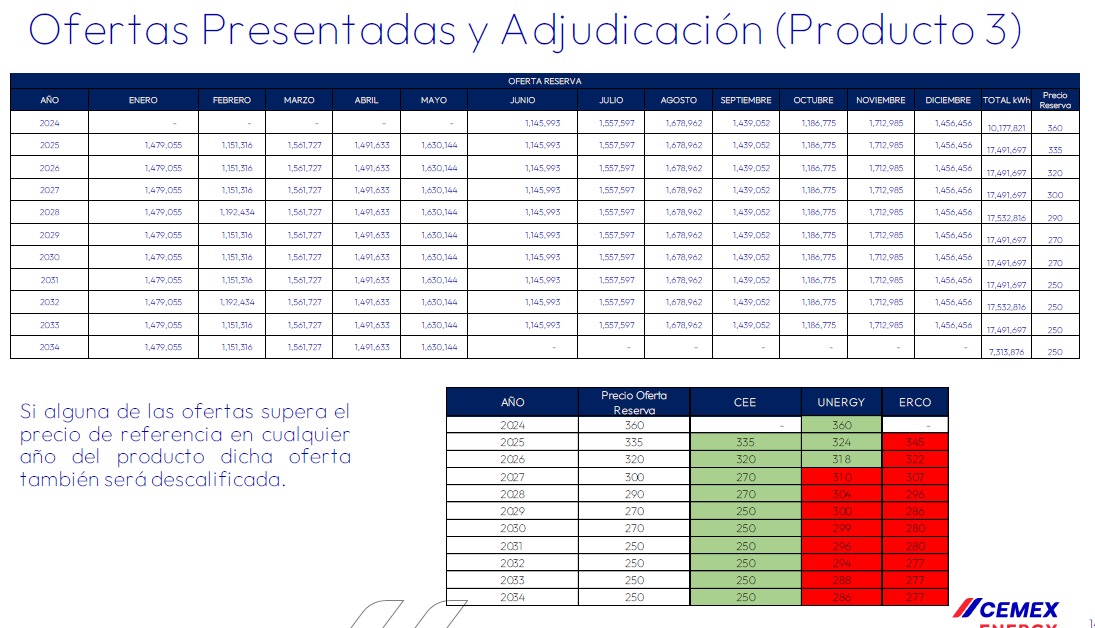 Ofertas Presentadas y Adjudicación (Producto 3)
OFERTA RESERVA
AÑO ENERO FEBRERO MARZO ABRIL MAYO JUNIO JULIO AGOSTO SEPTIEMBRE OCTUBRE NOVIEMBRE DICIEMBRE TOTAL kWh Precio Reserva
2024 - - - - - 1,145,993 1,557,597 1,678,962 1,439,052 1,186,775 1,712,985 1,456,456 10,177,821 360
2025 1,479,055 1,151,316 1,561,727 1,491,633 1,630,144 1,145,993 1,557,597 1,678,962 1,439,052 1,186,775 1,712,985 1,456,456 17,491,697 335
2026 1,479,055 1,151,316 1,561,727 1,491,633 1,630,144 1,145,993 1,557,597 1,678,962 1,439,052 1,186,775 1,712,985 1,456,456 17,491,697 320
2027 1,479,055 1,151,316 1,561,727 1,491,633 1,630,144 1,145,993 1,557,597 1,678,962 1,439,052 1,186,775 1,712,985 1,456,456 17,491,697 300
2028 1,479,055 1,192,434 1,561,727 1,491,633 1,630,144 1,145,993 1,557,597 1,678,962 1,439,052 1,186,775 1,712,985 1,456,456 17,532,816 290
2029 1,479,055 1,151,316 1,561,727 1,491,633 1,630,144 1,145,993 1,557,597 1,678,962 1,439,052 1,186,775 1,712,985 1,456,456 17,491,697 270
2030 1,479,055 1,151,316 1,561,727 1,491,633 1,630,144 1,145,993 1,557,597 1,678,962 1,439,052 1,186,775 1,712,985 1,456,456 17,491,697 270
2031 1,479,055 1,151,316 1,561,727 1,491,633 1,630,144 1,145,993 1,557,597 1,678,962 1,439,052 1,186,775 1,712,985 1,456,456 17,491,697 250
2032 1,479,055 1,192,434 1,561,727 1,491,633 1,630,144 1,145,993 1,557,597 1,678,962 1,439,052 1,186,775 1,712,985 1,456,456 17,532,816 250
2033 1,479,055 1,151,316 1,561,727 1,491,633 1,630,144 1,145,993 1,557,597 1,678,962 1,439,052 1,186,775 1,712,985 1,456,456 17,491,697 250
2034 1,479,055 1,151,316 1,561,727 1,491,633 1,630,144 - - - - - - - 7,313,876 250
Si alguna de las ofertas supera el
precio de referencia en cualquier
año del producto dicha oferta
también será descalificada.
AÑO Precio Oferta Reserva CEE UNERGY ERCO
2024 360 - 360 -
2025 335 335 324 345
2026 320 320 318 322
2027 300 270 310 307
2028 290 270 304 296
2029 270 250 300 286
2030 270 250 299 280
2031 250 250 296 280
2032 250 250 294 277
2033 250 250 288 277
2034 250 250 286 277
CEMEX
ENERGY